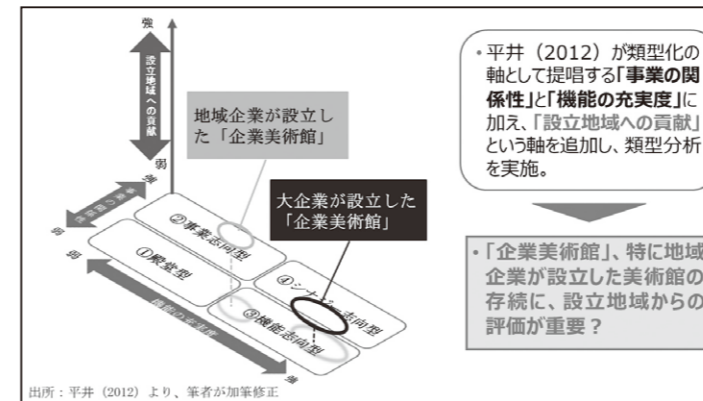 強
設立地域への貢献
弱
地域企業が設立し
た「企業美術館」
大企業が設立した
「企業美術館」
強
事業の関係性
弱
弱
②事業志向型
①殿堂型
④シナジー志向型
③機能志向型
機能の充実度
強
出所：平井（2012）より、筆者が加筆修正
・平井（2012）が類型化の
軸として提唱する「事業の関
係性」と「機能の充実度」に
加え、「設立地域への貢献」
という軸を追加し、類型分析
を実施。
・「企業美術館」、特に地域
企業が設立した美術館の
存続に、設立地域からの
評価が重要？